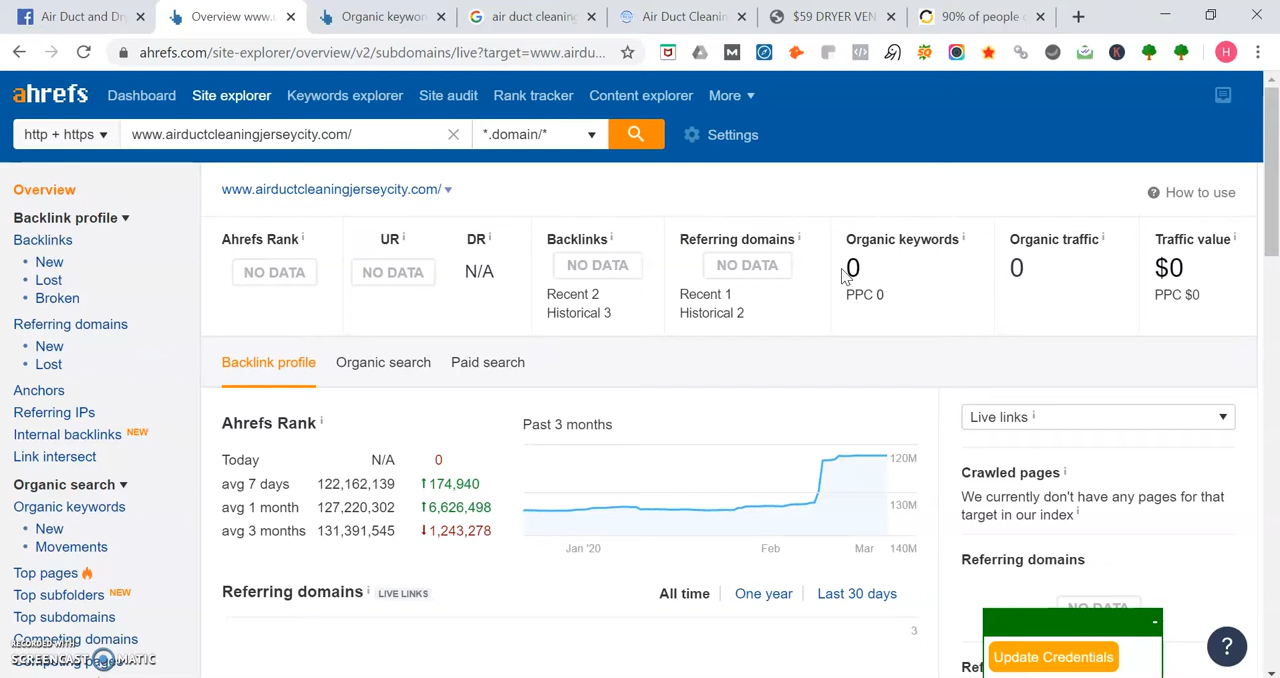 Air Duct and Dry
Overview www.
Organic keywor
air duct cleaning
Air Duct Cleanin
$59 DRYER VEN
90% of people c
ahrefs.com/site-explorer/overview/v2/subdomains/live?target=www.airdu...
H
ahrefs
Dashboard
Site explorer
Keywords explorer
Site audit
Rank tracker
Content explorer
More
http + https
www.airductcleaningjerseycity.com/
*.domain/*
Settings
Overview
Backlink profile
Backlinks
New
Lost
Broken
Referring domains
New
Lost
Anchors
Referring IPs
Internal backlinks NEW
Link intersect
Organic search
Organic keywords
New
Movements
Top pages
Top subfolders NEW
Top subdomains
Competing domains
RECORDED WITH
SCREENCAST MATIC
www.airductcleaningjerseycity.com/
How to use
Ahrefs Rank
NO DATA
UR
NO DATA
DR
N/A
Backlinks
NO DATA
Recent 2
Historical 3
Referring domains
NO DATA
Recent 1
Historical 2
Organic keywords
0
PPC 0
Organic traffic
0
Traffic value
$0
PPC $0
Backlink profile
Organic search
Paid search
Ahrefs Rank
Past 3 months
Today N/A 0
avg 7 days 122,162,139 ↑174,940
avg 1 month 127,220,302 ↑6,626,498
avg 3 months 131,391,545 ↓1,243,278
120M
130M
140M
Jan '20
Feb
Mar
Referring domains LIVE LINKS
All time
One year
Last 30 days
3
Live links
Crawled pages
We currently don't have any pages for that
target in our index
Referring domains
NO DATA
-
Update Credentials
?